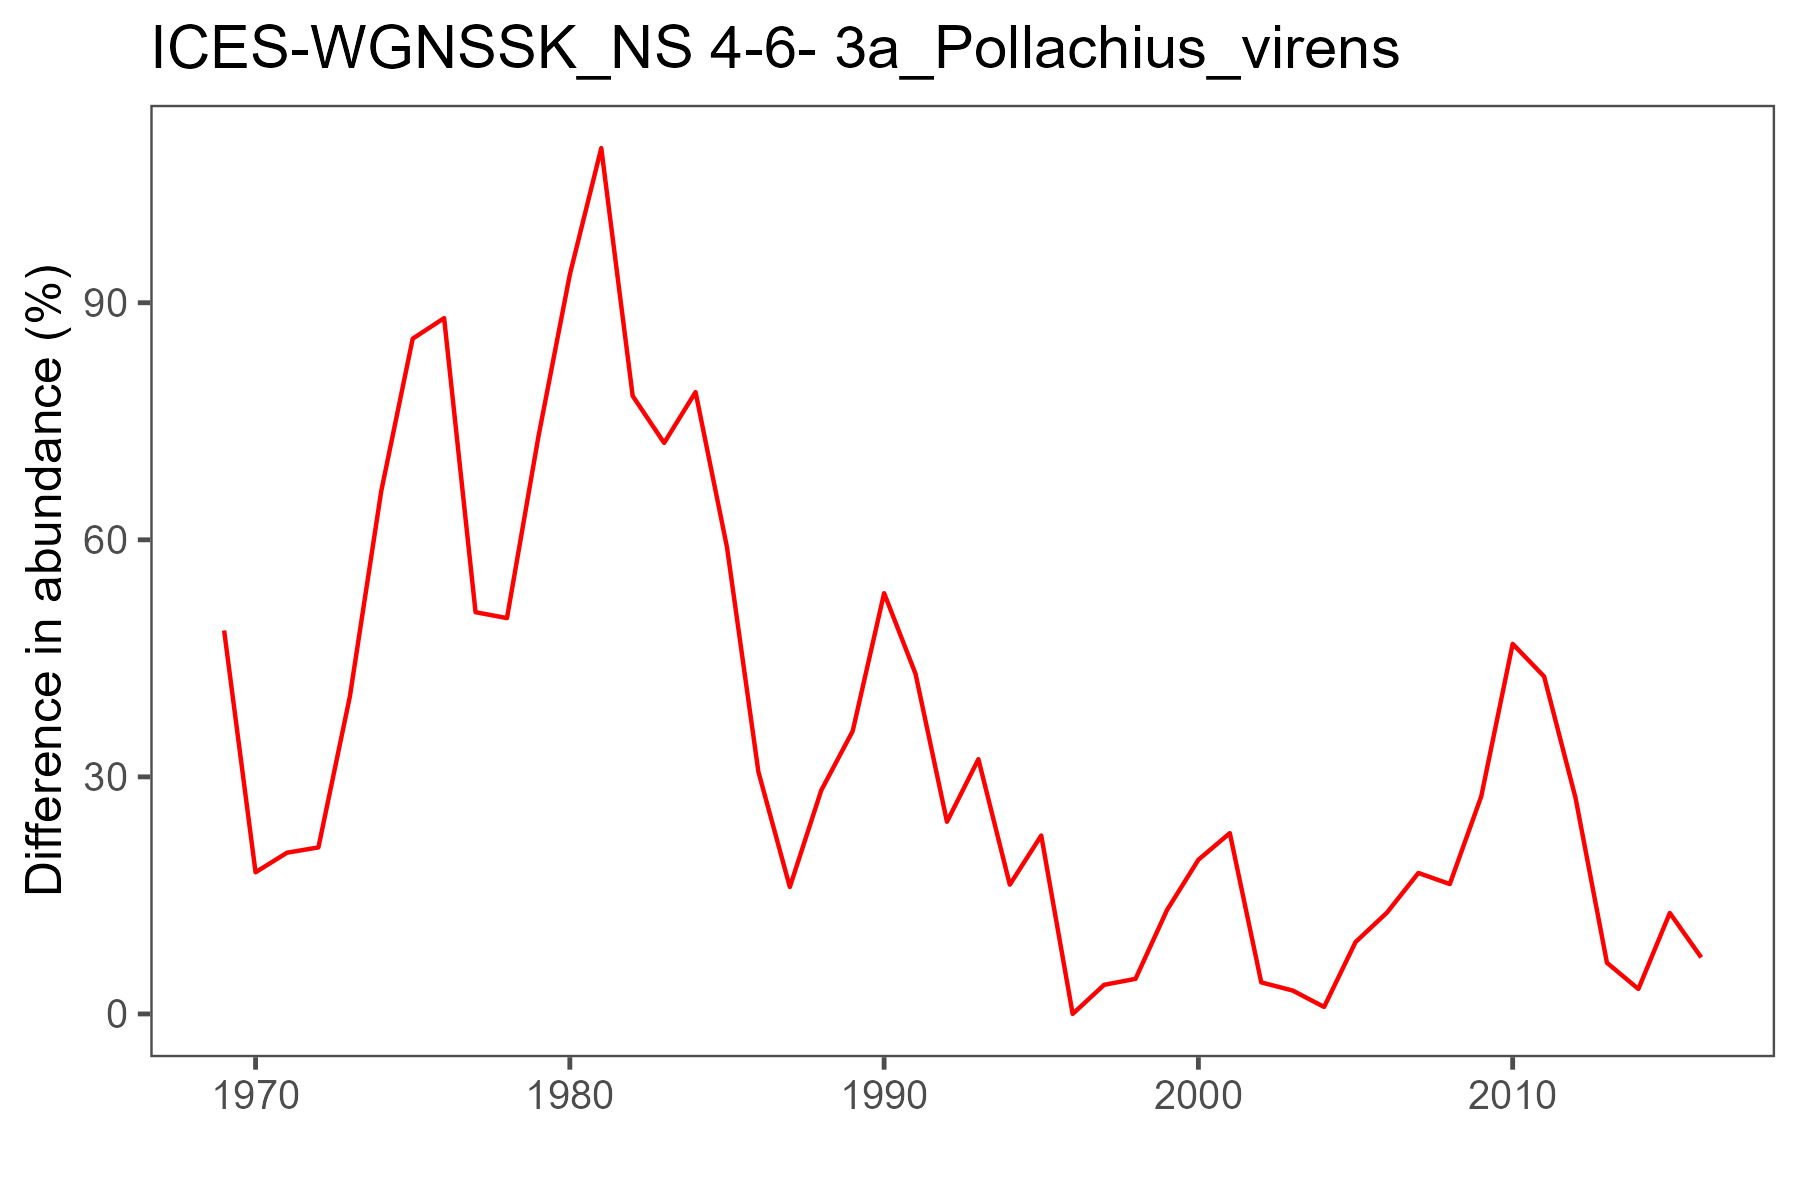 ICES-WGNSSK_NS 4-6- 3a_Pollachius_virens
Difference in abundance (%)
90
60
30
0
1970 1980 1990 2000 2010